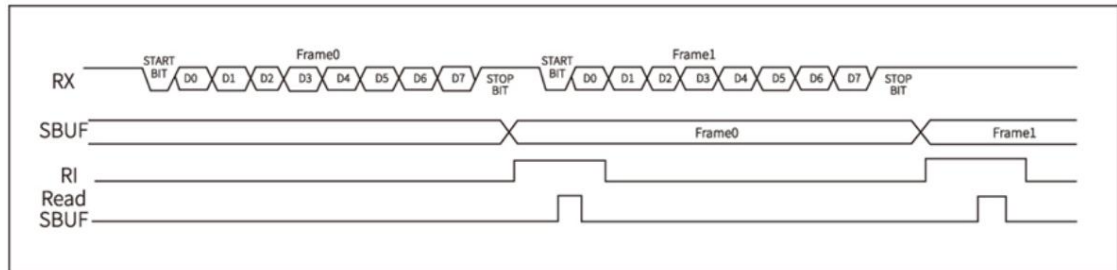 Frame0 Frame1
START BIT D0 D1 D2 D3 D4 D5 D6 D7 STOP BIT START BIT D0 D1 D2 D3 D4 D5 D6 D7 STOP BIT
RX
SBUF Frame0 Frame1
RI
Read
SBUF